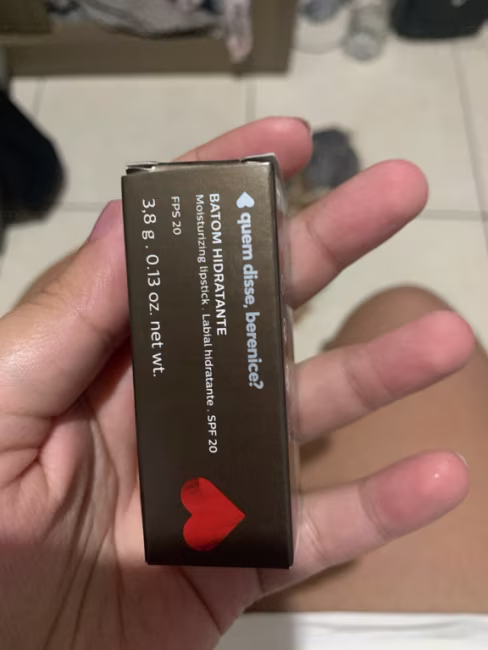 quem disse, berenice?
BATOM HIDRATANTE
Moisturizing lipstick . Labial hidratante . SPF 20
FPS 20
3,8 g . 0.13 oz. net wt.